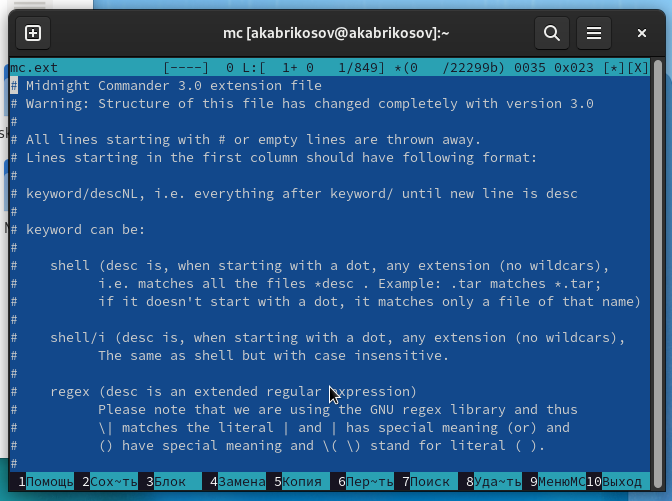 mc [akabrikosov@akabrikosov]:~
mc.ext [----] 0 L:[ 1+ 0 1/849] *(0 /22299b) 0035 0x023 [*][X]
# Midnight Commander 3.0 extension file
# Warning: Structure of this file has changed completely with version 3.0
#
# All lines starting with # or empty lines are thrown away.
# Lines starting in the first column should have following format:
#
# keyword/descNL, i.e. everything after keyword/ until new line is desc
#
# keyword can be:
#
# shell (desc is, when starting with a dot, any extension (no wildcars),
# i.e. matches all the files *desc . Example: .tar matches *.tar;
# if it doesn't start with a dot, it matches only a file of that name)
#
# shell/i (desc is, when starting with a dot, any extension (no wildcars),
# The same as shell but with case insensitive.
#
# regex (desc is an extended regular expression)
# Please note that we are using the GNU regex library and thus
# \| matches the literal | and | has special meaning (or) and
# () have special meaning and \( \) stand for literal ( ).
#
1Помощь 2Сох~ть 3Блок 4Замена 5Копия 6Пер~ть 7Поиск 8Уда~ть 9МенюМС 10Выход